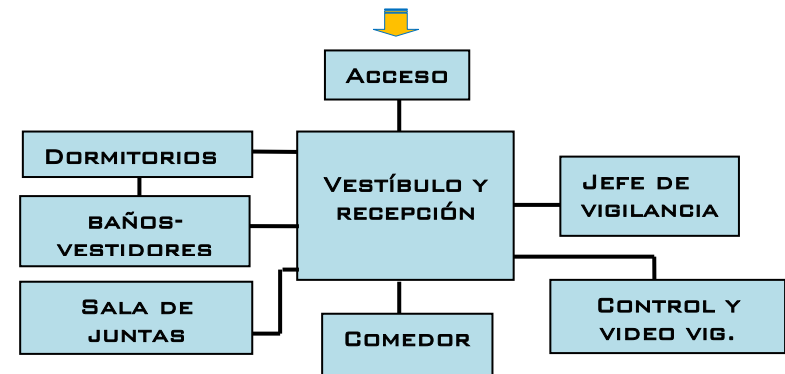 ACCESO
DORMITORIOS
VESTÍBULO Y
RECEPCIÓN
JEFE DE
VIGILANCIA
BAÑOS-
VESTIDORES
SALA DE
JUNTAS
COMEDOR
CONTROL Y
VIDEO VIG.